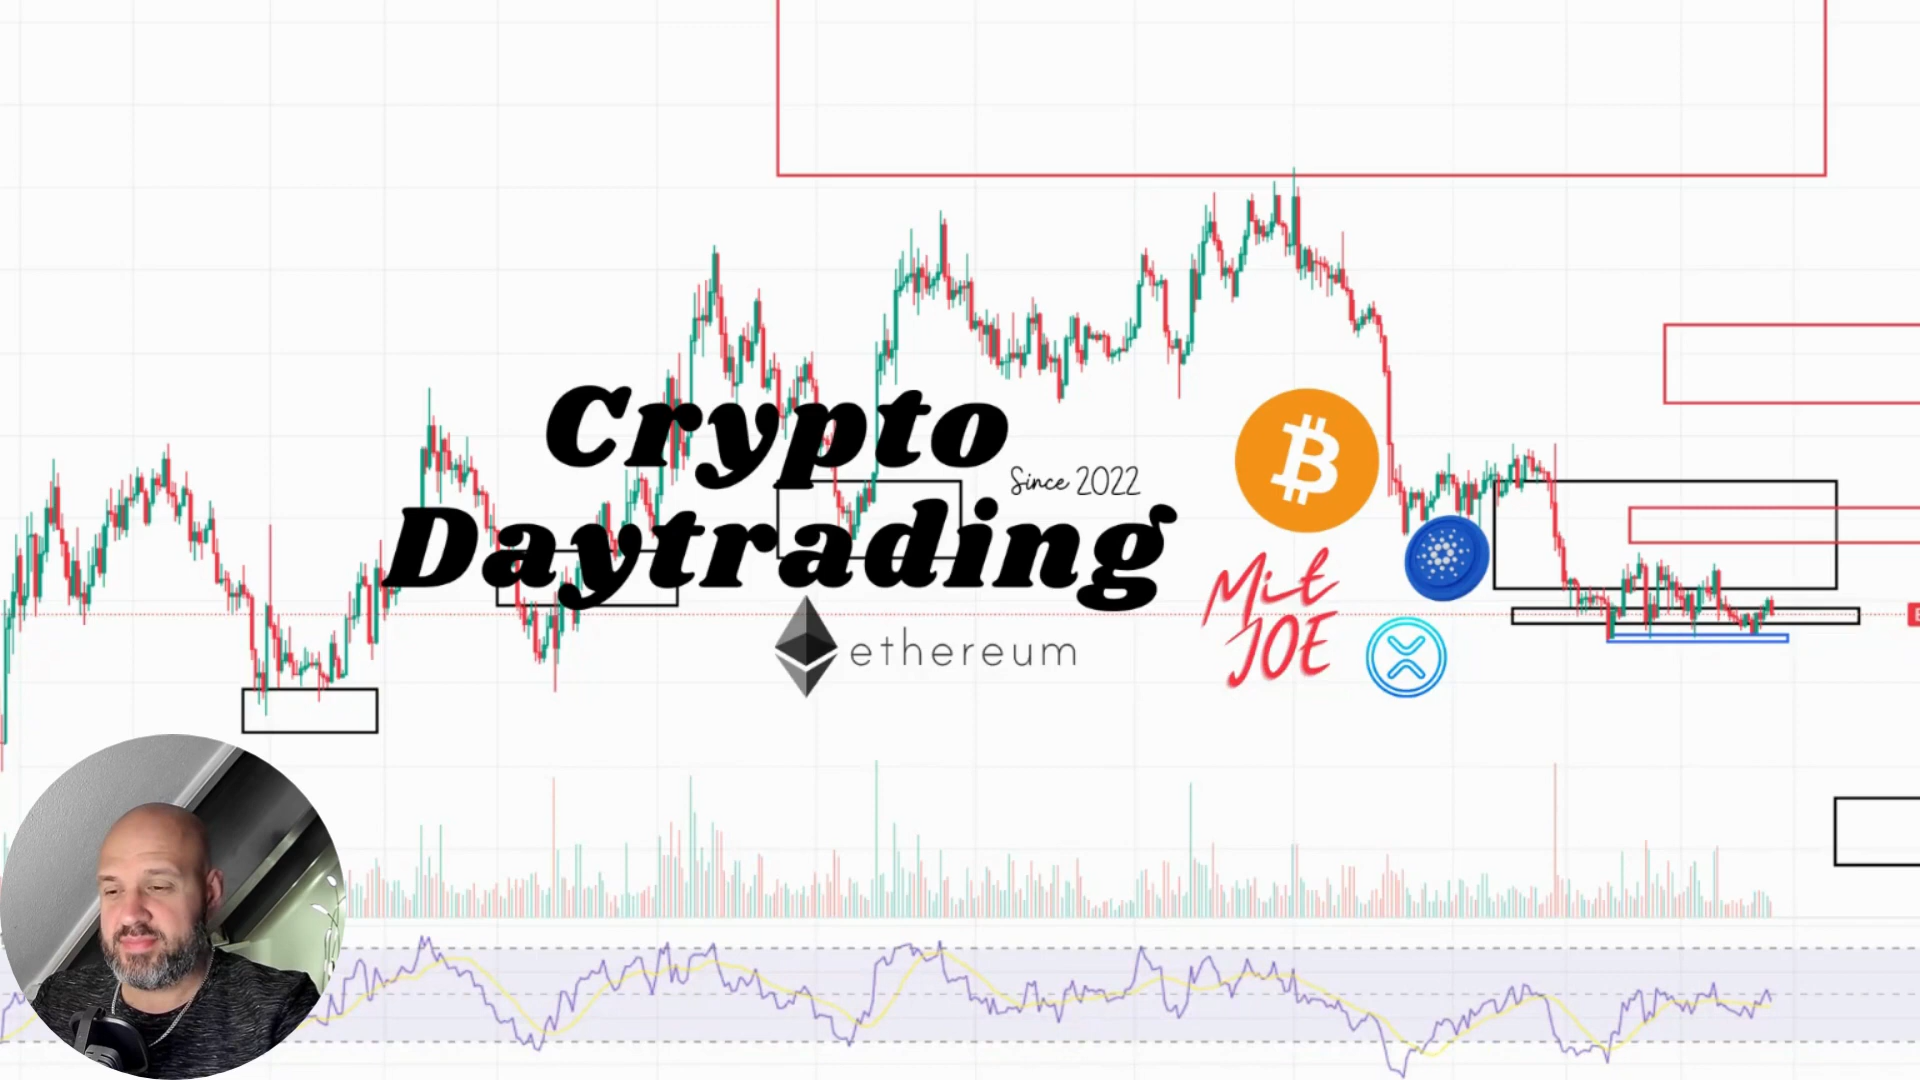 Crypto
Since 2022
Daytrading
Mit
JOE
ethereum